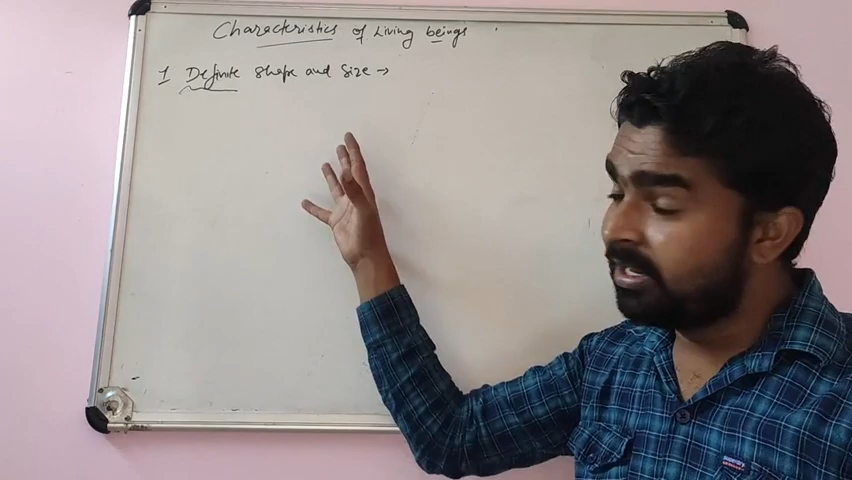 Characteristics of Living beings
1 Definite shape and size →